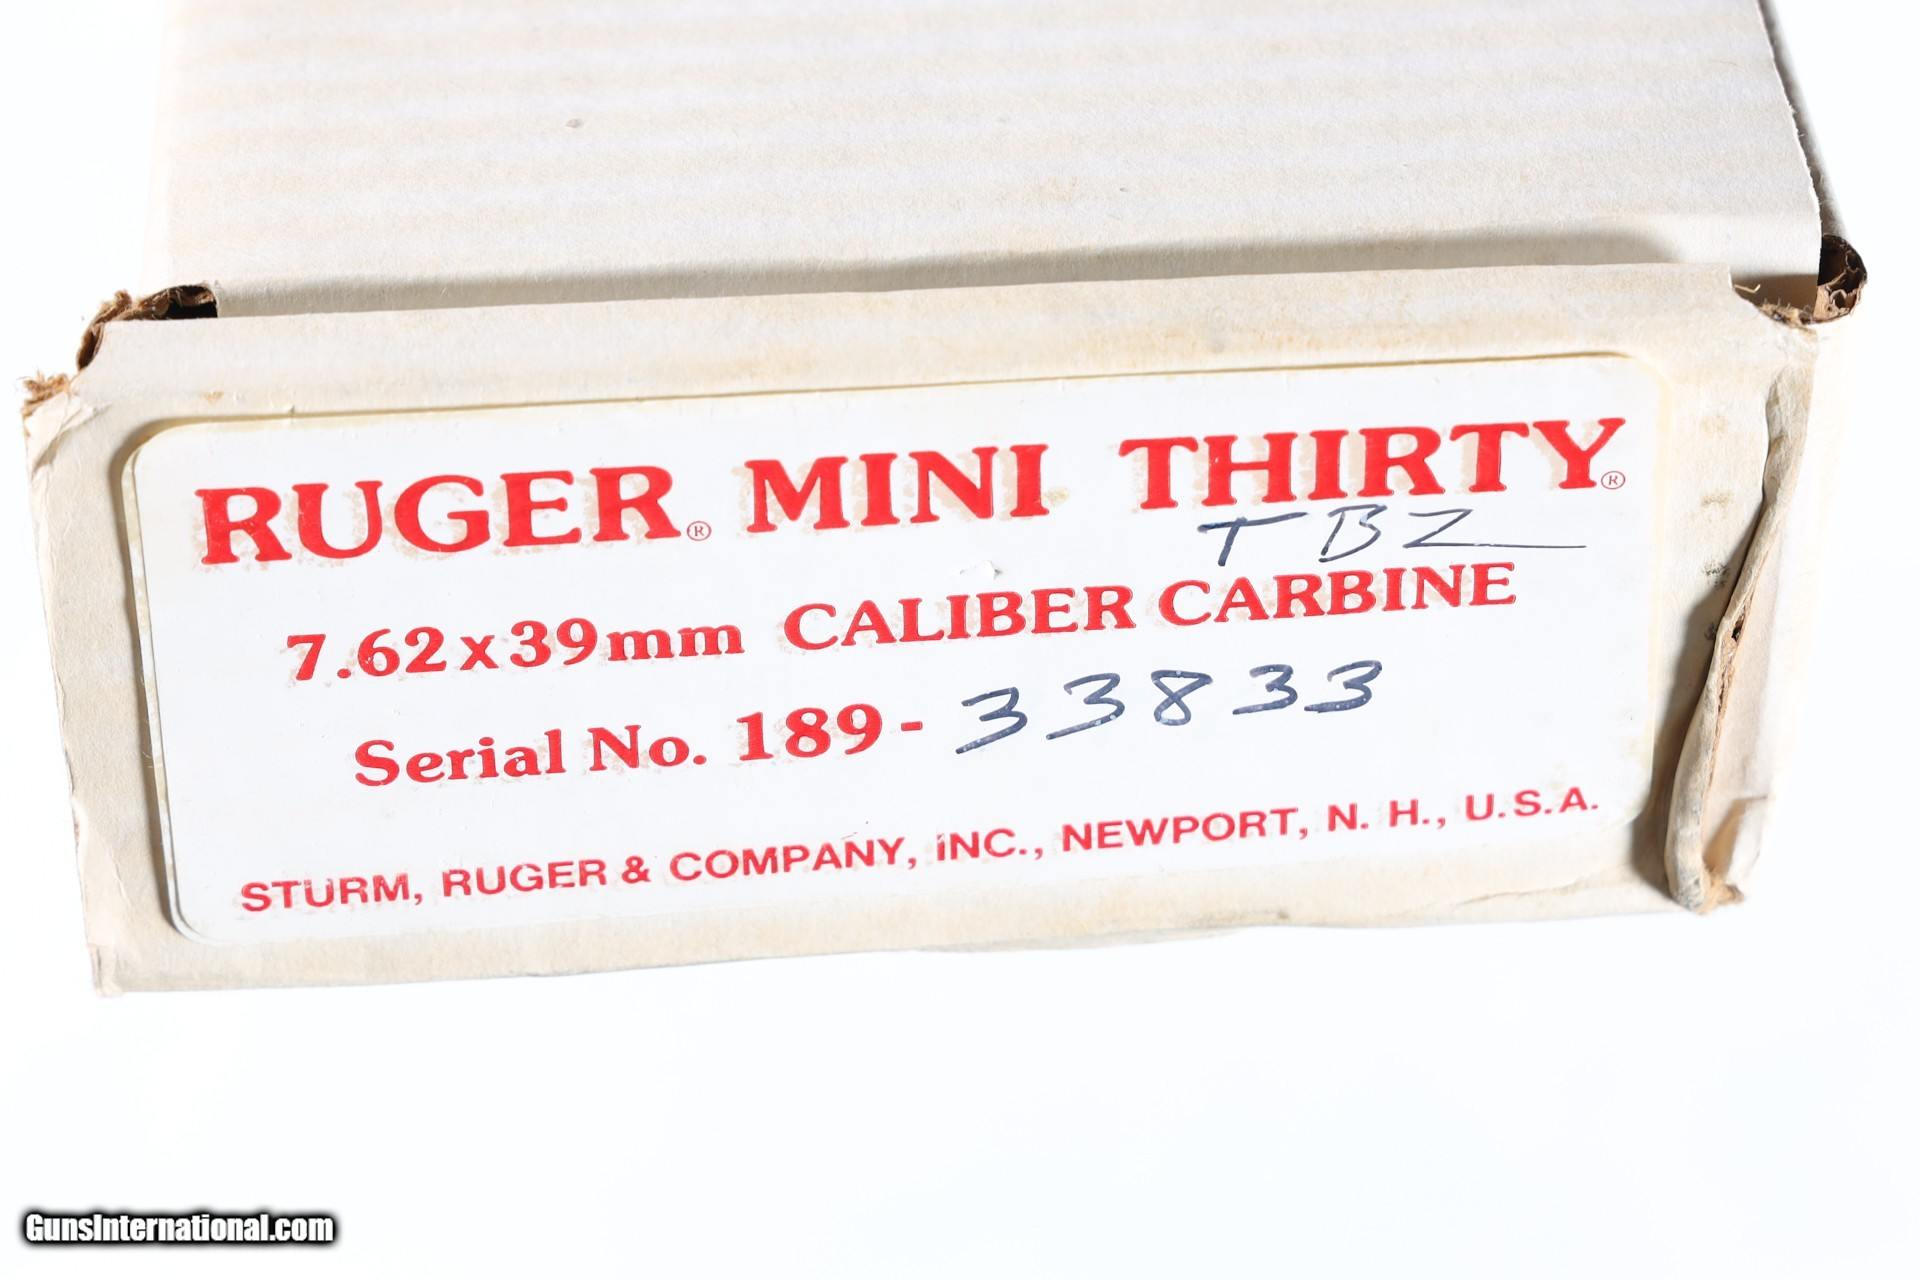 RUGER® MINI THIRTY®
TBZ
7.62x39mm CALIBER CARBINE
Serial No. 189-33833
STURM, RUGER & COMPANY, INC., NEWPORT, N. H., U.S.A.
GunsInternational.com